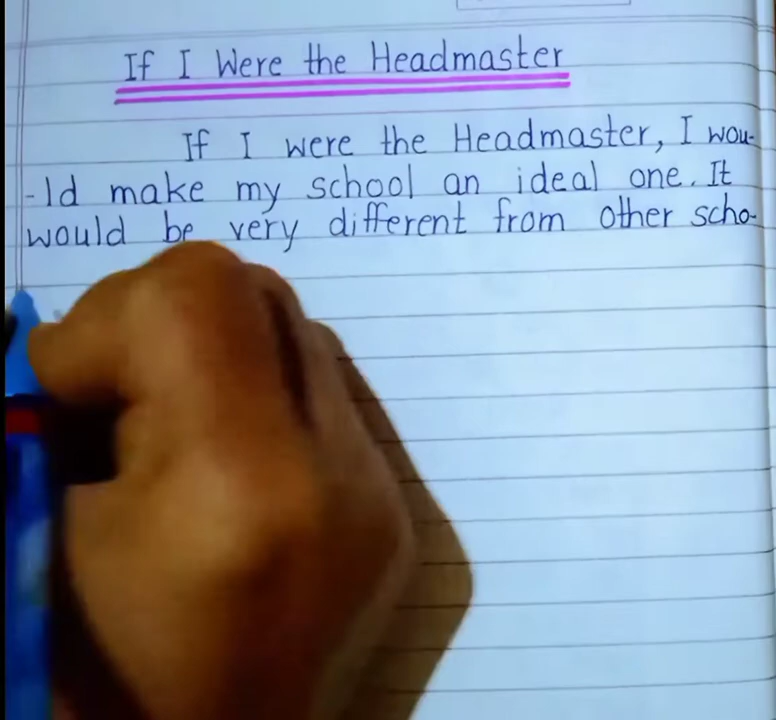 If I Were the Headmaster
If I were the Headmaster, I wou-
-ld make my school an ideal one. It
would be very different from other scho-